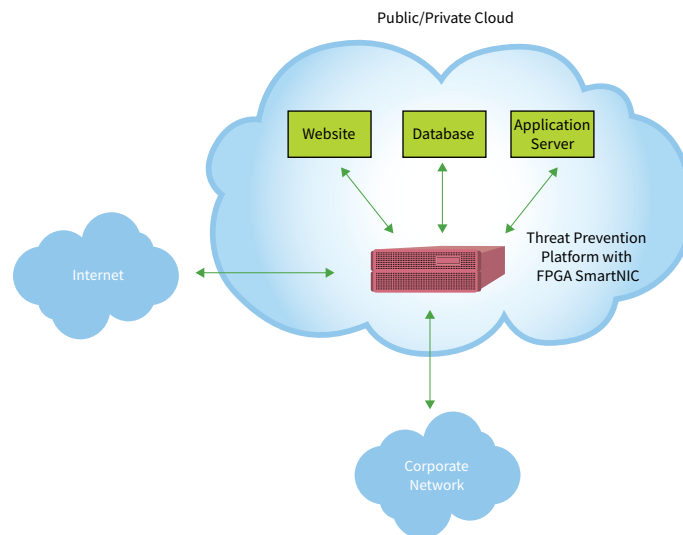 Public/Private Cloud
Website
Database
Application
Server
Threat Prevention
Platform with
FPGA SmartNIC
Internet
Corporate
Network